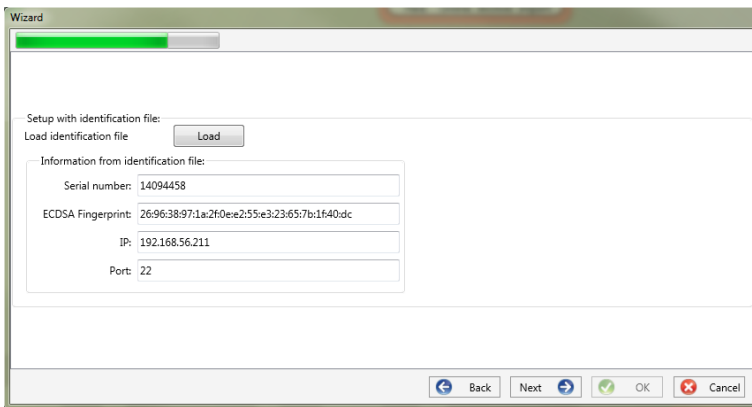 Wizard
Setup with identification file:
Load identification file Load
Information from identification file:
Serial number: 14094458
ECDSA Fingerprint: 26:96:38:97:1a:2f:0e:e2:55:e3:23:65:7b:1f:40:dc
IP: 192.168.56.211
Port: 22
Back Next OK Cancel